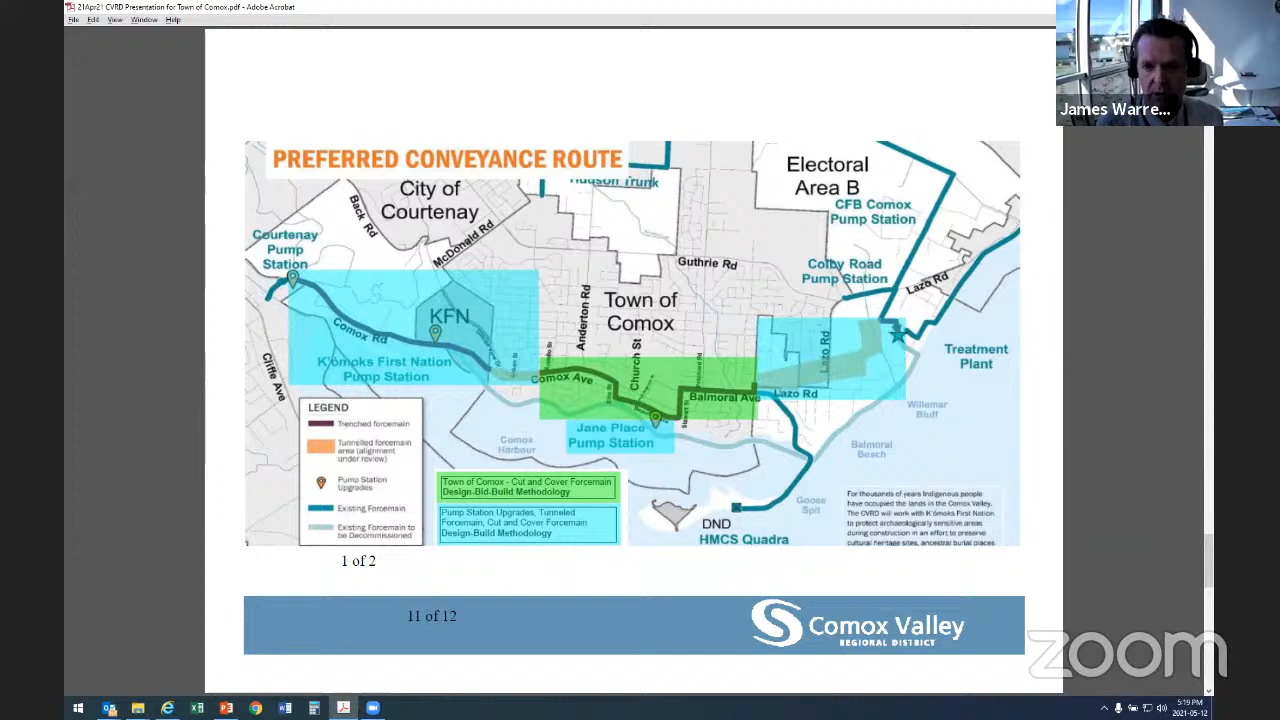 21Apr21 CVRD Presentation for Town of Comox.pdf - Adobe Acrobat
File Edit View Window Help
James Warre...
PREFERRED CONVEYANCE ROUTE
City of
Courtenay
Hudson Trunk
Electoral
Area B
CFB Comox
Pump Station
Back Rd
McDonald Rd
Courtenay
Pump
Station
Guthrie Rd
Colby Road
Pump Station
Lazo Rd
Town of
Comox
Anderton Rd
Church St
KFN
Comox Rd
K'ómoks First Nation
Pump Station
Cliffe Ave
Comox Ave
Balmoral Ave
Lazo Rd
Lazo Rd
Treatment
Plant
Willemar
Bluff
Jane Place
Pump Station
Comox
Harbour
Balmoral
Beach
Goose
Spit
DND
HMCS Quadra
LEGEND
Trenched forcemain
Tunnelled forcemain
area (alignment
under review)
Pump Station
Upgrades
Existing Forcemain
Existing Forcemain to
be Decommissioned
Town of Comox - Cut and Cover Forcemain
Design-Bid-Build Methodology
Pump Station Upgrades, Tunneled
Forcemain, Cut and Cover Forcemain
Design-Build Methodology
For thousands of years Indigenous people
have occupied the lands in the Comox Valley.
The CVRD will work with K'ómoks First Nation
to protect archaeologically sensitive areas
during construction in an effort to preserve
cultural heritage sites, ancestral burial places
1 of 2
11 of 12
Comox Valley
REGIONAL DISTRICT
zoom
5:19 PM
2021-05-12